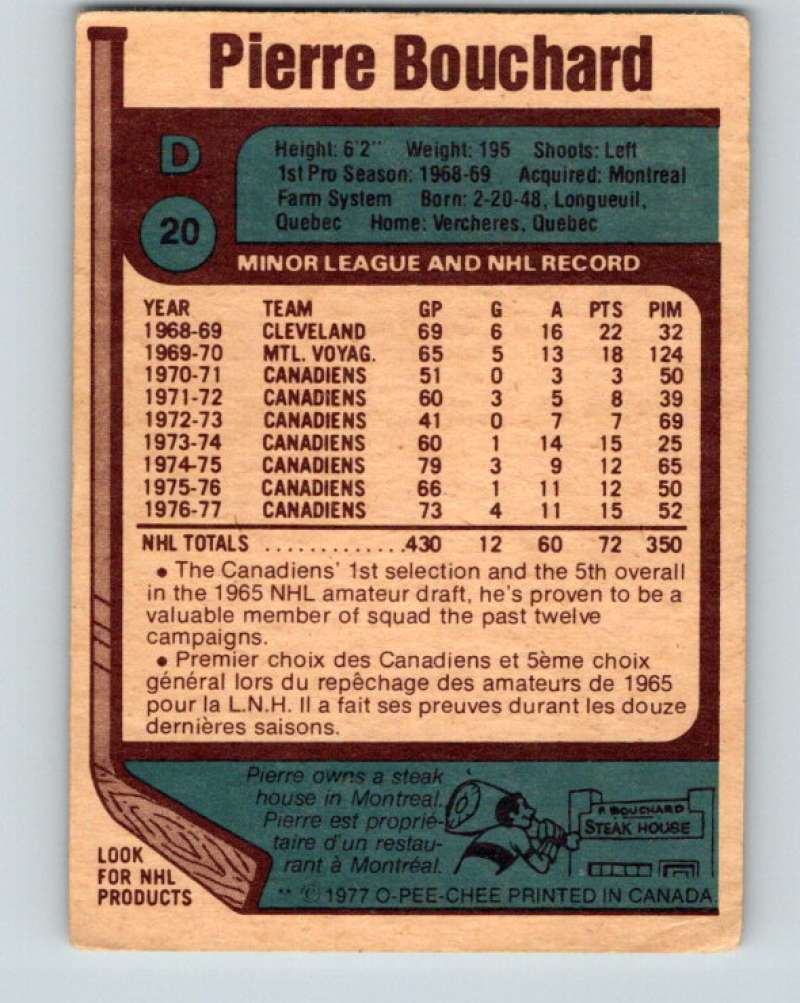 Pierre Bouchard
D
20
Height: 6'2" Weight: 195 Shoots: Left
1st Pro Season: 1968-69 Acquired: Montreal
Farm System Born: 2-20-48, Longueuil,
Quebec Home: Vercheres, Quebec
MINOR LEAGUE AND NHL RECORD
YEAR TEAM GP G A PTS PIM
1968-69 CLEVELAND 69 6 16 22 32
1969-70 MTL. VOYAG. 65 5 13 18 124
1970-71 CANADIENS 51 0 3 3 50
1971-72 CANADIENS 60 3 5 8 39
1972-73 CANADIENS 41 0 7 7 69
1973-74 CANADIENS 60 1 14 15 25
1974-75 CANADIENS 79 3 9 12 65
1975-76 CANADIENS 66 1 11 12 50
1976-77 CANADIENS 73 4 11 15 52
NHL TOTALS .............430 12 60 72 350
• The Canadiens' 1st selection and the 5th overall
in the 1965 NHL amateur draft, he's proven to be a
valuable member of squad the past twelve
campaigns.
• Premier choix des Canadiens et 5ème choix
général lors du repêchage des amateurs de 1965
pour la L.N.H. Il a fait ses preuves durant les douze
dernières saisons.
Pierre owns a steak
house in Montreal.
Pierre est proprié-
taire d'un restau-
rant à Montréal.
P. BOUCHARD
STEAK HOUSE
LOOK
FOR NHL
PRODUCTS
** © 1977 O-PEE-CHEE PRINTED IN CANADA